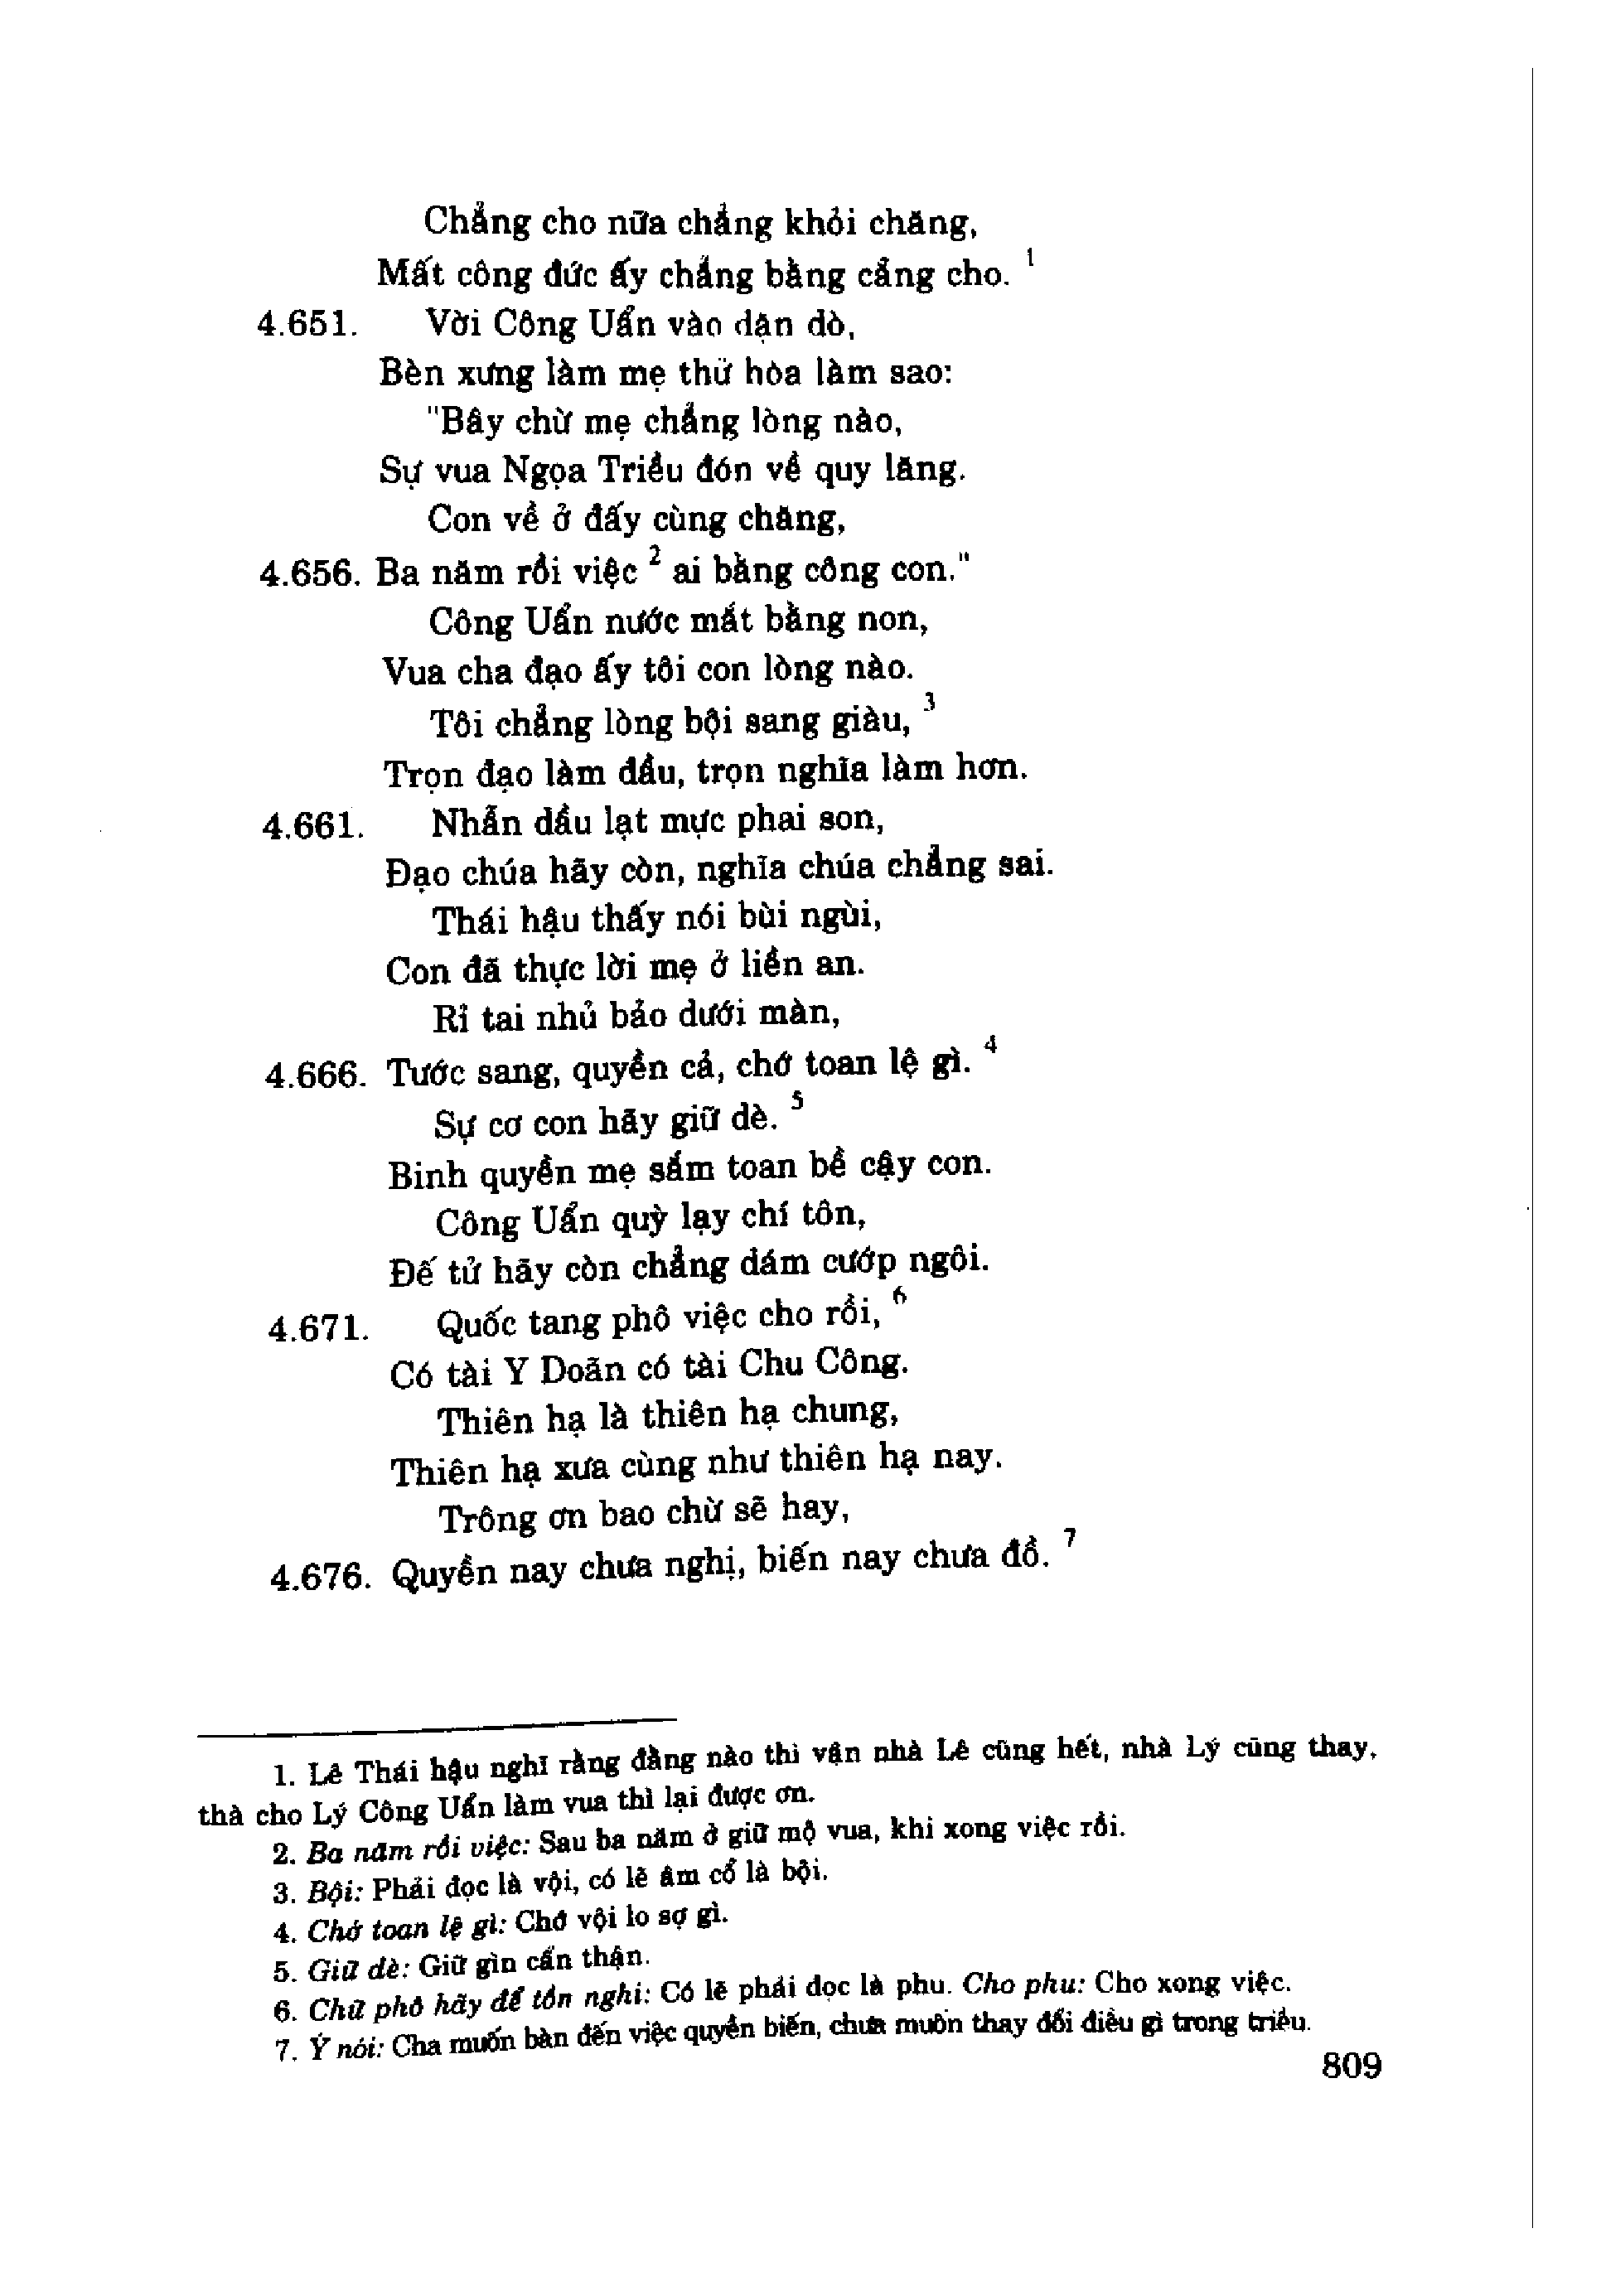 Chẳng cho nữa chẳng khỏi chăng,
Mất công đức ấy chẳng bằng cẳng cho. 1
4.651. Vời Công Uẩn vào dặn dò,
Bèn xưng làm mẹ thử hòa làm sao:
"Bây chừ mẹ chẳng lòng nào,
Sự vua Ngọa Triều đón về quy lăng.
Con về ở đấy cùng chăng,
4.656. Ba năm rồi việc 2 ai bằng công con."
Công Uẩn nước mắt bằng non,
Vua cha đạo ấy tôi con lòng nào.
Tôi chẳng lòng bội sang giàu, 3
Trọn đạo làm đầu, trọn nghĩa làm hơn.
4.661. Nhẫn dầu lạt mực phai son,
Đạo chúa hãy còn, nghĩa chúa chẳng sai.
Thái hậu thấy nói bùi ngùi,
Con đã thực lời mẹ ở liền an.
Rỉ tai nhủ bảo dưới màn,
4.666. Tước sang, quyền cả, chớ toan lệ gì. 4
Sự cơ con hãy giữ dè. 5
Binh quyền mẹ sắm toan bề cậy con.
Công Uẩn quỳ lạy chí tôn,
Đế tử hãy còn chẳng dám cướp ngôi.
4.671. Quốc tang phô việc cho rồi, 6
Có tài Y Doãn có tài Chu Công.
Thiên hạ là thiên hạ chung,
Thiên hạ xưa cùng như thiên hạ nay.
Trông ơn bao chừ sẽ hay,
4.676. Quyền nay chưa nghị, biến nay chưa đồ. 7
1. Lê Thái hậu nghĩ rằng đằng nào thì vận nhà Lê cũng hết, nhà Lý cũng thay,
thà cho Lý Công Uẩn làm vua thì lại được ơn.
2. Ba năm rồi việc: Sau ba năm ở giữ mộ vua, khi xong việc rồi.
3. Bội: Phải đọc là vội, có lẽ âm cổ là bội.
4. Chớ toan lệ gì: Chớ vội lo sợ gì.
5. Giữ dè: Giữ gìn cẩn thận.
6. Chữ phô hãy để tồn nghi: Có lẽ phải đọc là phu. Cho phu: Cho xong việc.
7. Ý nói: Cha muốn bàn đến việc quyền biến, chưa muốn thay đổi điều gì trong triều.
809